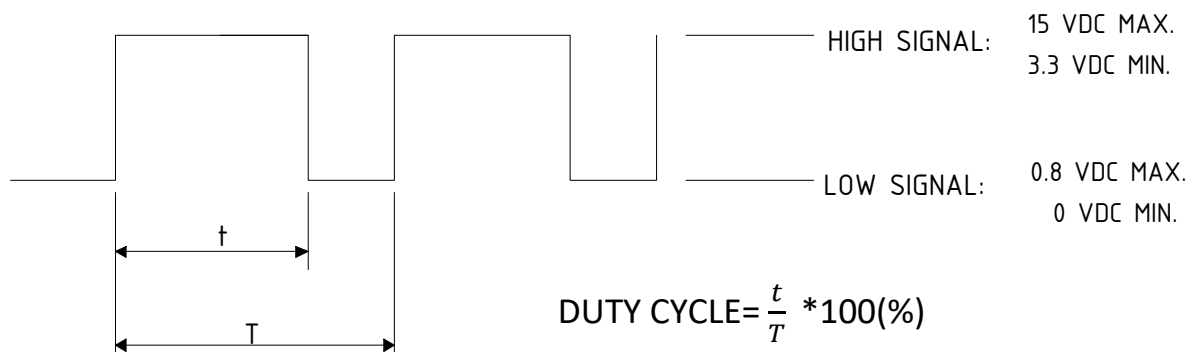 HIGH SIGNAL: 15 VDC MAX.
3.3 VDC MIN.
LOW SIGNAL: 0.8 VDC MAX.
0 VDC MIN.
t
T
DUTY CYCLE= t/T *100(%)